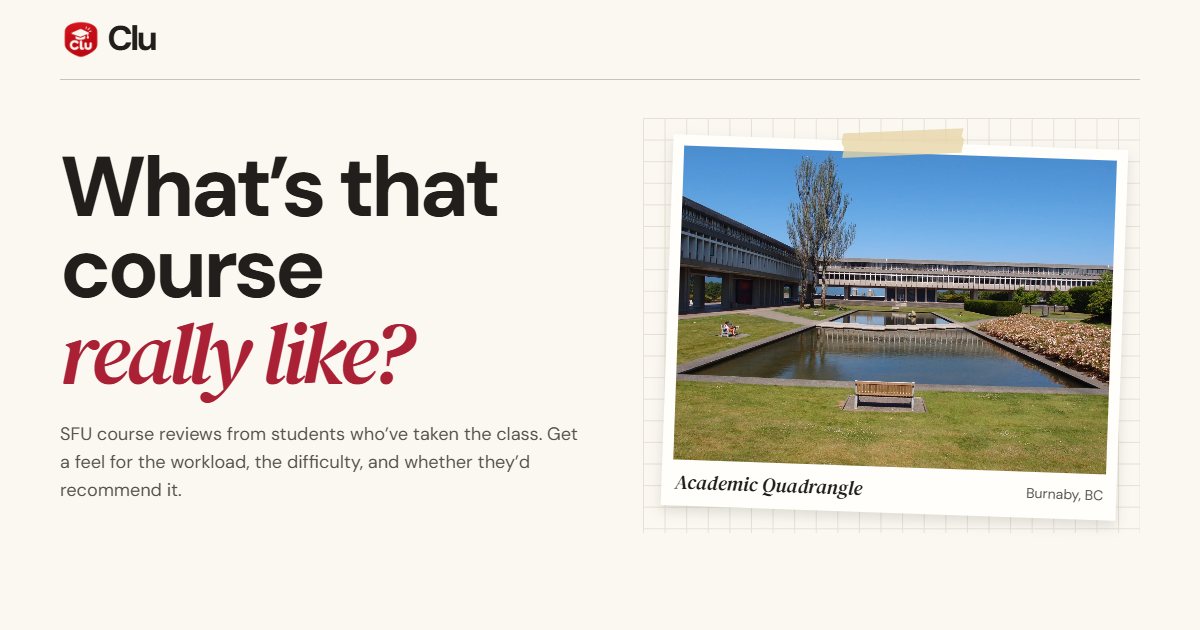 Clu
Clu
What's that
course
really like?
SFU course reviews from students who've taken the class. Get
a feel for the workload, the difficulty, and whether they'd
recommend it.
Academic Quadrangle
Burnaby, BC